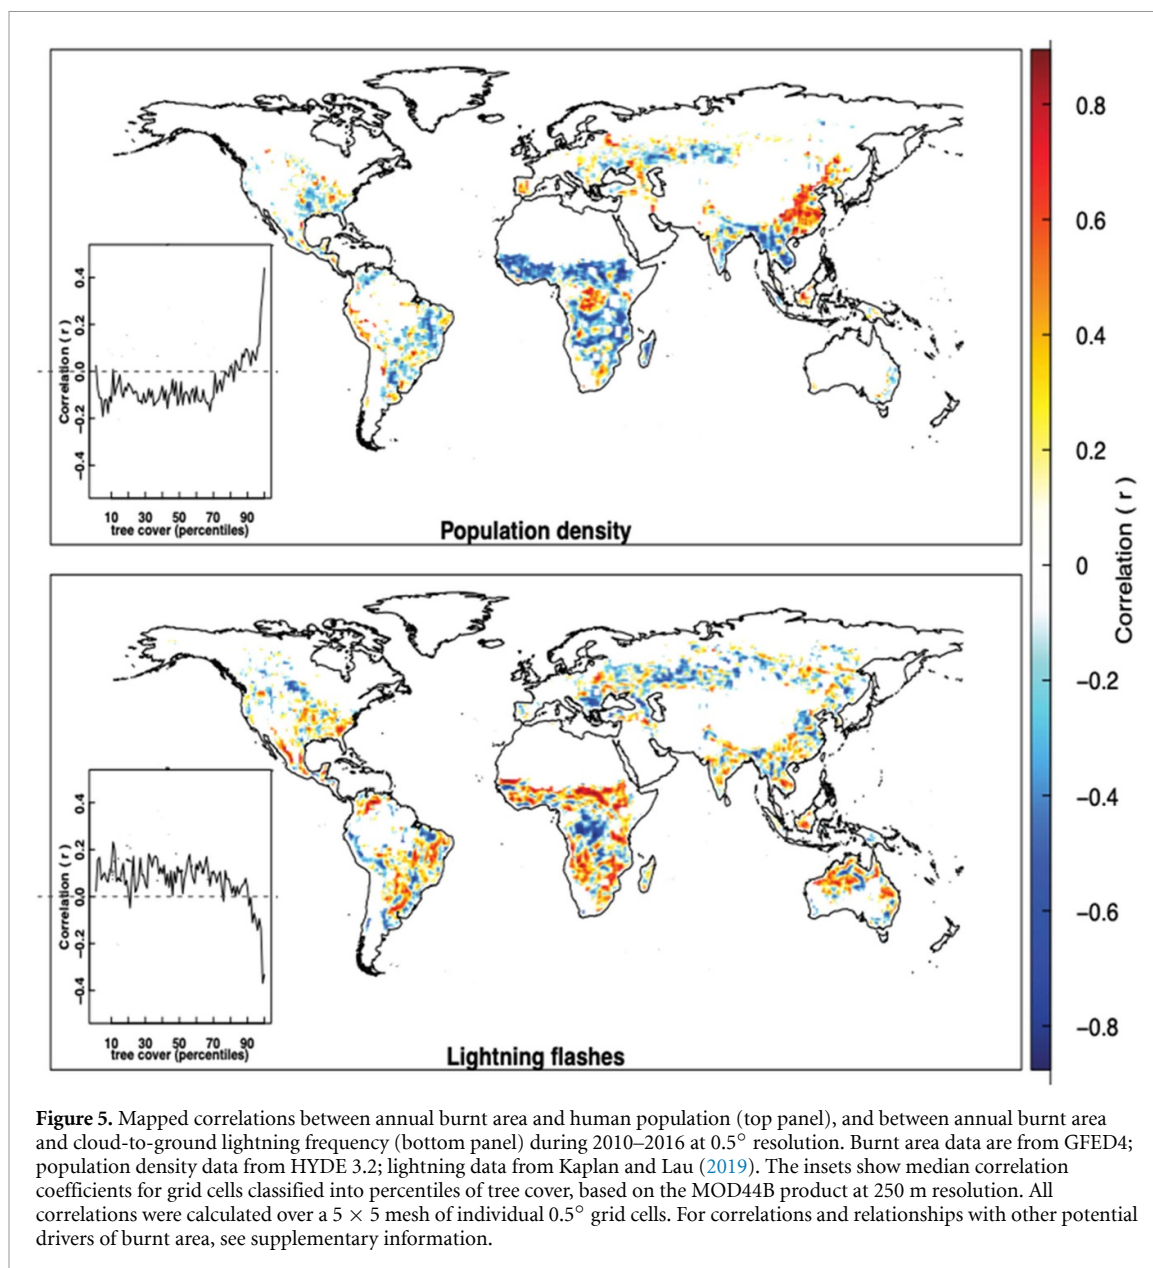 0.4
0.2
0.0
−0.2
−0.4
Correlation ( r )
10 30 50 70 90
tree cover (percentiles)
Population density
0.4
0.2
0.0
−0.2
−0.4
Correlation ( r )
10 30 50 70 90
tree cover (percentiles)
Lightning flashes
0.8
0.6
0.4
0.2
0
−0.2
−0.4
−0.6
−0.8
Correlation ( r )
Figure 5. Mapped correlations between annual burnt area and human population (top panel), and between annual burnt area
and cloud-to-ground lightning frequency (bottom panel) during 2010–2016 at 0.5° resolution. Burnt area data are from GFED4;
population density data from HYDE 3.2; lightning data from Kaplan and Lau (2019). The insets show median correlation
coefficients for grid cells classified into percentiles of tree cover, based on the MOD44B product at 250 m resolution. All
correlations were calculated over a 5 × 5 mesh of individual 0.5° grid cells. For correlations and relationships with other potential
drivers of burnt area, see supplementary information.